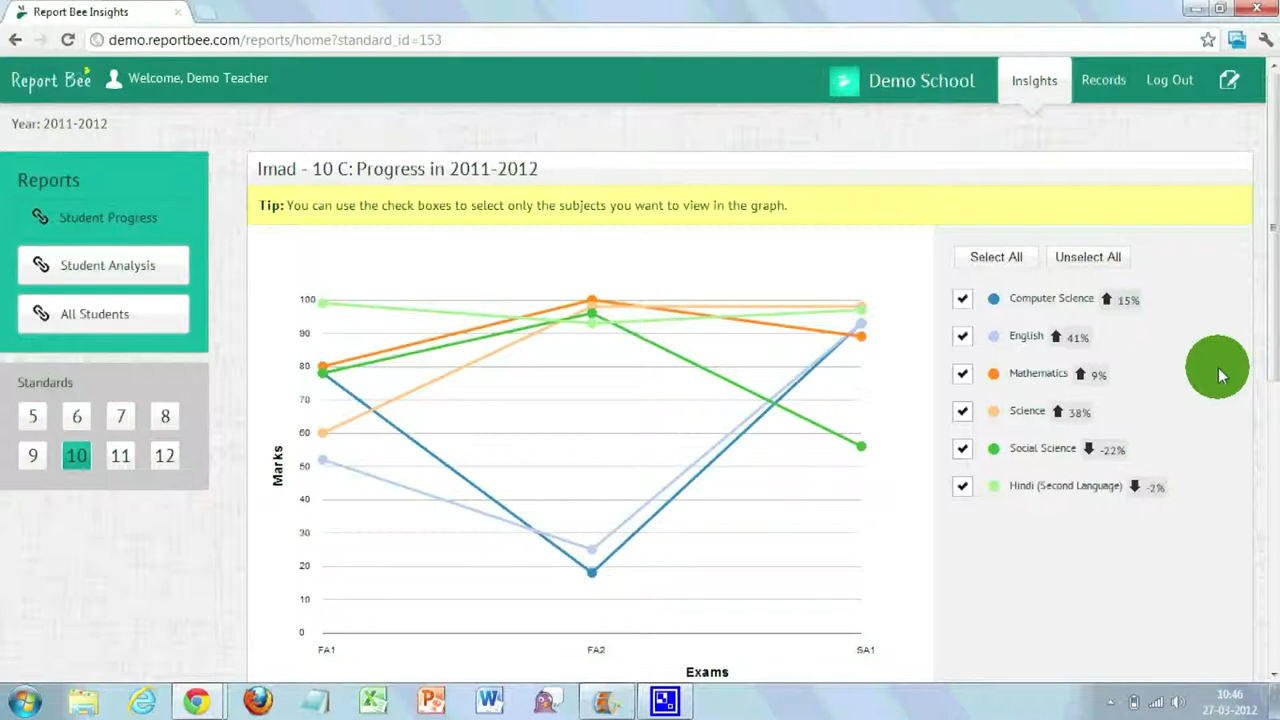 Report Bee Insights
demo.reportbee.com/reports/home?standard_id=153
Report Bee
Welcome, Demo Teacher
Demo School
Insights
Records
Log Out
Year: 2011-2012
Reports
Student Progress
Student Analysis
All Students
Standards
5 6 7 8
9 10 11 12
Imad - 10 C: Progress in 2011-2012
Tip: You can use the check boxes to select only the subjects you want to view in the graph.
Select All
Unselect All
Computer Science 15%
English 41%
Mathematics 9%
Science 38%
Social Science -22%
Hindi (Second Language) -2%
100
90
80
70
60
50
40
30
20
10
0
Marks
FA1 FA2 SA1
Exams
10:46
27-03-2012